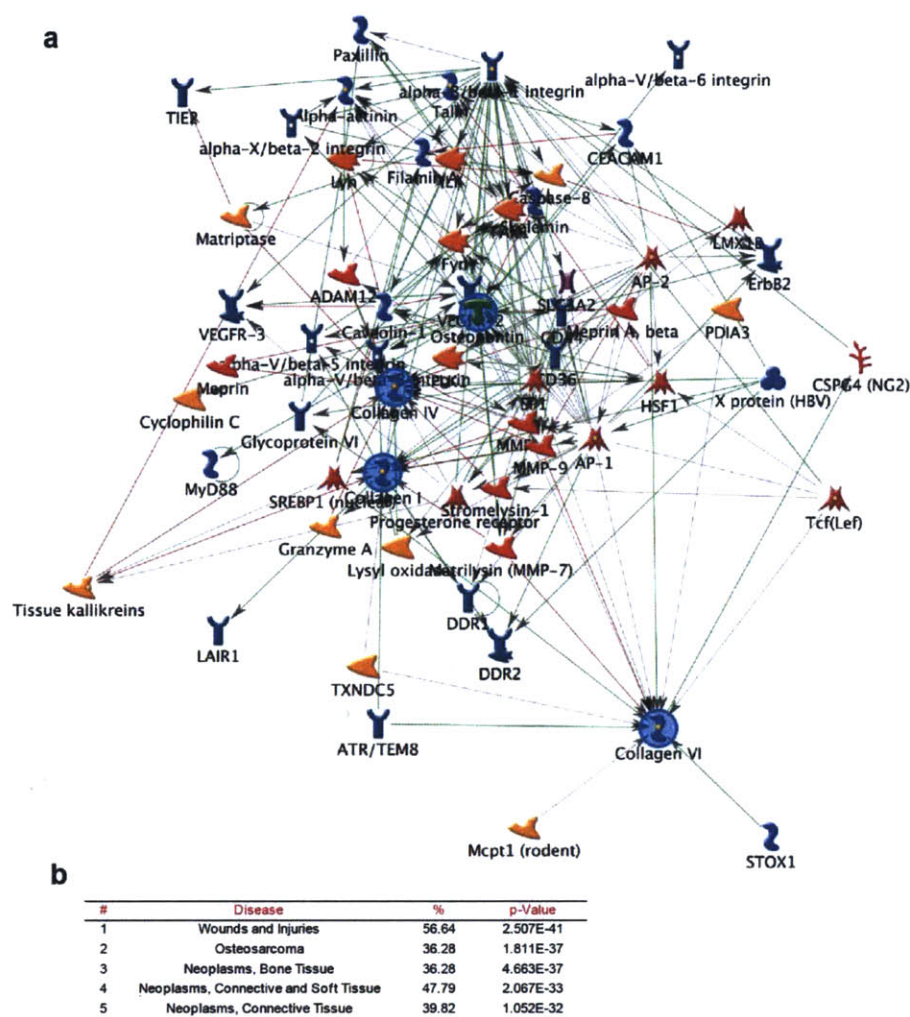 a
Paxillin
alpha-V/beta-6 integrin
Talin
alpha-actinin
alpha-X/beta-2 integrin
CEACAM1
Lyn
Filamin A
Caspase-8
Matriptase
LMX1B
Fyn
AP-2
ErbB2
ADAM12
SLC3A2
VEGFR-3
Caveolin-1
Osteopontin
Meprin A, beta
PDIA3
alpha-V/beta-5 integrin
Meprin
CD36
CSPG4 (NG2)
X protein (HBV)
HSF1
Collagen IV
Cyclophilin C
Glycoprotein VI
MMP-9
AP-1
MyD88
SREBP1 (nuclear)
Collagen I
Stromelysin-1
Tcf(Lef)
Progesterone receptor
Granzyme A
Lysyl oxidase
Matrilysin (MMP-7)
Tissue kallikreins
DDR1
LAIR1
DDR2
TXNDC5
ATR/TEM8
Collagen VI
Mcpt1 (rodent)
STOX1
b
# Disease % p-Value
1 Wounds and Injuries 56.64 2.507E-41
2 Osteosarcoma 36.28 1.811E-37
3 Neoplasms, Bone Tissue 36.28 4.663E-37
4 Neoplasms, Connective and Soft Tissue 47.79 2.067E-33
5 Neoplasms, Connective Tissue 39.82 1.052E-32